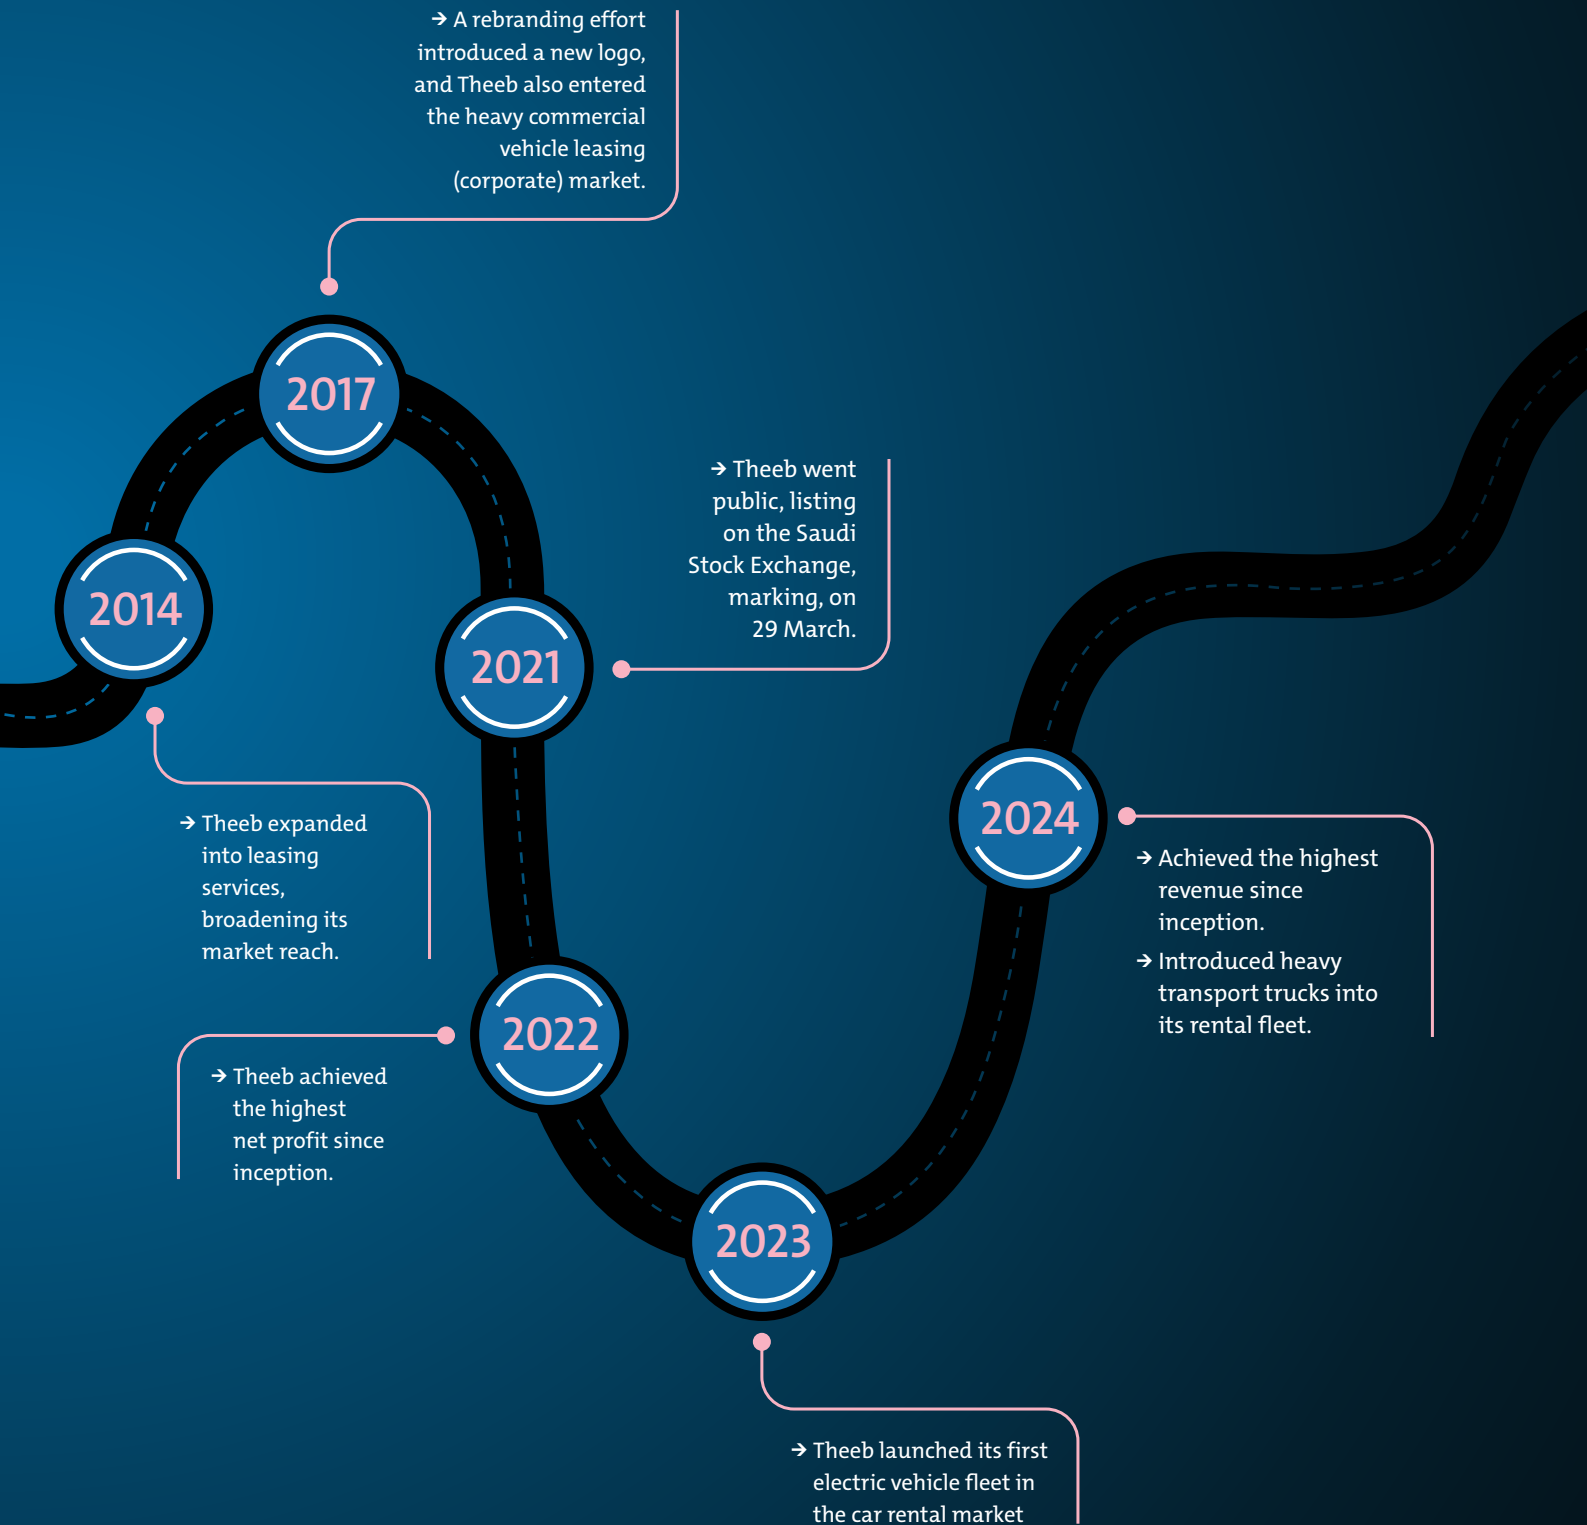 → A rebranding effort
introduced a new logo,
and Theeb also entered
the heavy commercial
vehicle leasing
(corporate) market.
2017
→ Theeb went
public, listing
on the Saudi
Stock Exchange,
marking, on
29 March.
2014
2021
→ Theeb expanded
into leasing
services,
broadening its
market reach.
2024
→ Achieved the highest
revenue since
inception.
→ Introduced heavy
transport trucks into
its rental fleet.
2022
→ Theeb achieved
the highest
net profit since
inception.
2023
→ Theeb launched its first
electric vehicle fleet in
the car rental market